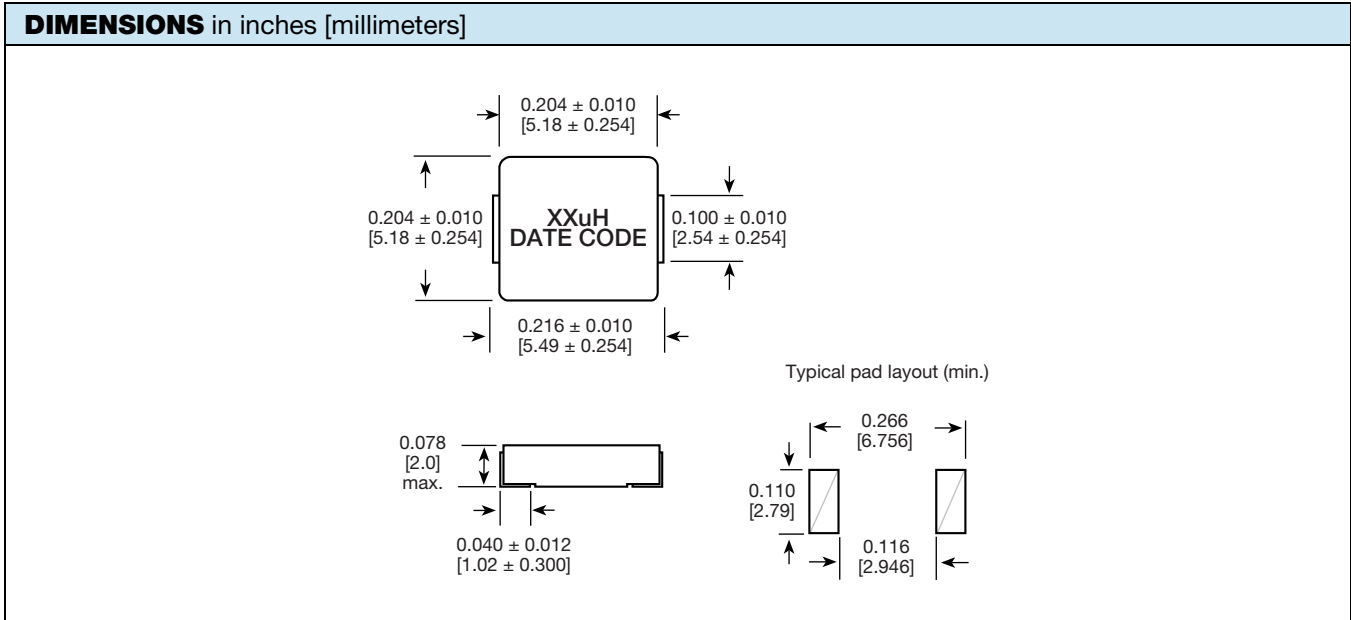 DIMENSIONS in inches [millimeters]
0.204 ± 0.010
[5.18 ± 0.254]
0.204 ± 0.010
[5.18 ± 0.254]
XXuH
DATE CODE
0.100 ± 0.010
[2.54 ± 0.254]
0.216 ± 0.010
[5.49 ± 0.254]
Typical pad layout (min.)
0.078
[2.0]
max.
0.040 ± 0.012
[1.02 ± 0.300]
0.266
[6.756]
0.110
[2.79]
0.116
[2.946]